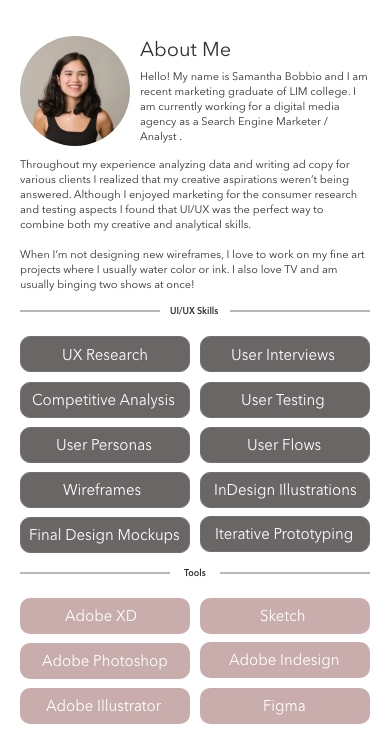 About Me
Hello! My name is Samantha Bobbio and I am
recent marketing graduate of LIM college. I
am currently working for a digital media
agency as a Search Engine Marketer /
Analyst .
Throughout my experience analyzing data and writing ad copy for
various clients I realized that my creative aspirations weren't being
answered. Although I enjoyed marketing for the consumer research
and testing aspects I found that UI/UX was the perfect way to
combine both my creative and analytical skills.
When I'm not designing new wireframes, I love to work on my fine art
projects where I usually water color or ink. I also love TV and am
usually binging two shows at once!
UI/UX Skills
UX Research
User Interviews
Competitive Analysis
User Testing
User Personas
User Flows
Wireframes
InDesign Illustrations
Final Design Mockups
Iterative Prototyping
Tools
Adobe XD
Sketch
Adobe Photoshop
Adobe Indesign
Adobe Illustrator
Figma